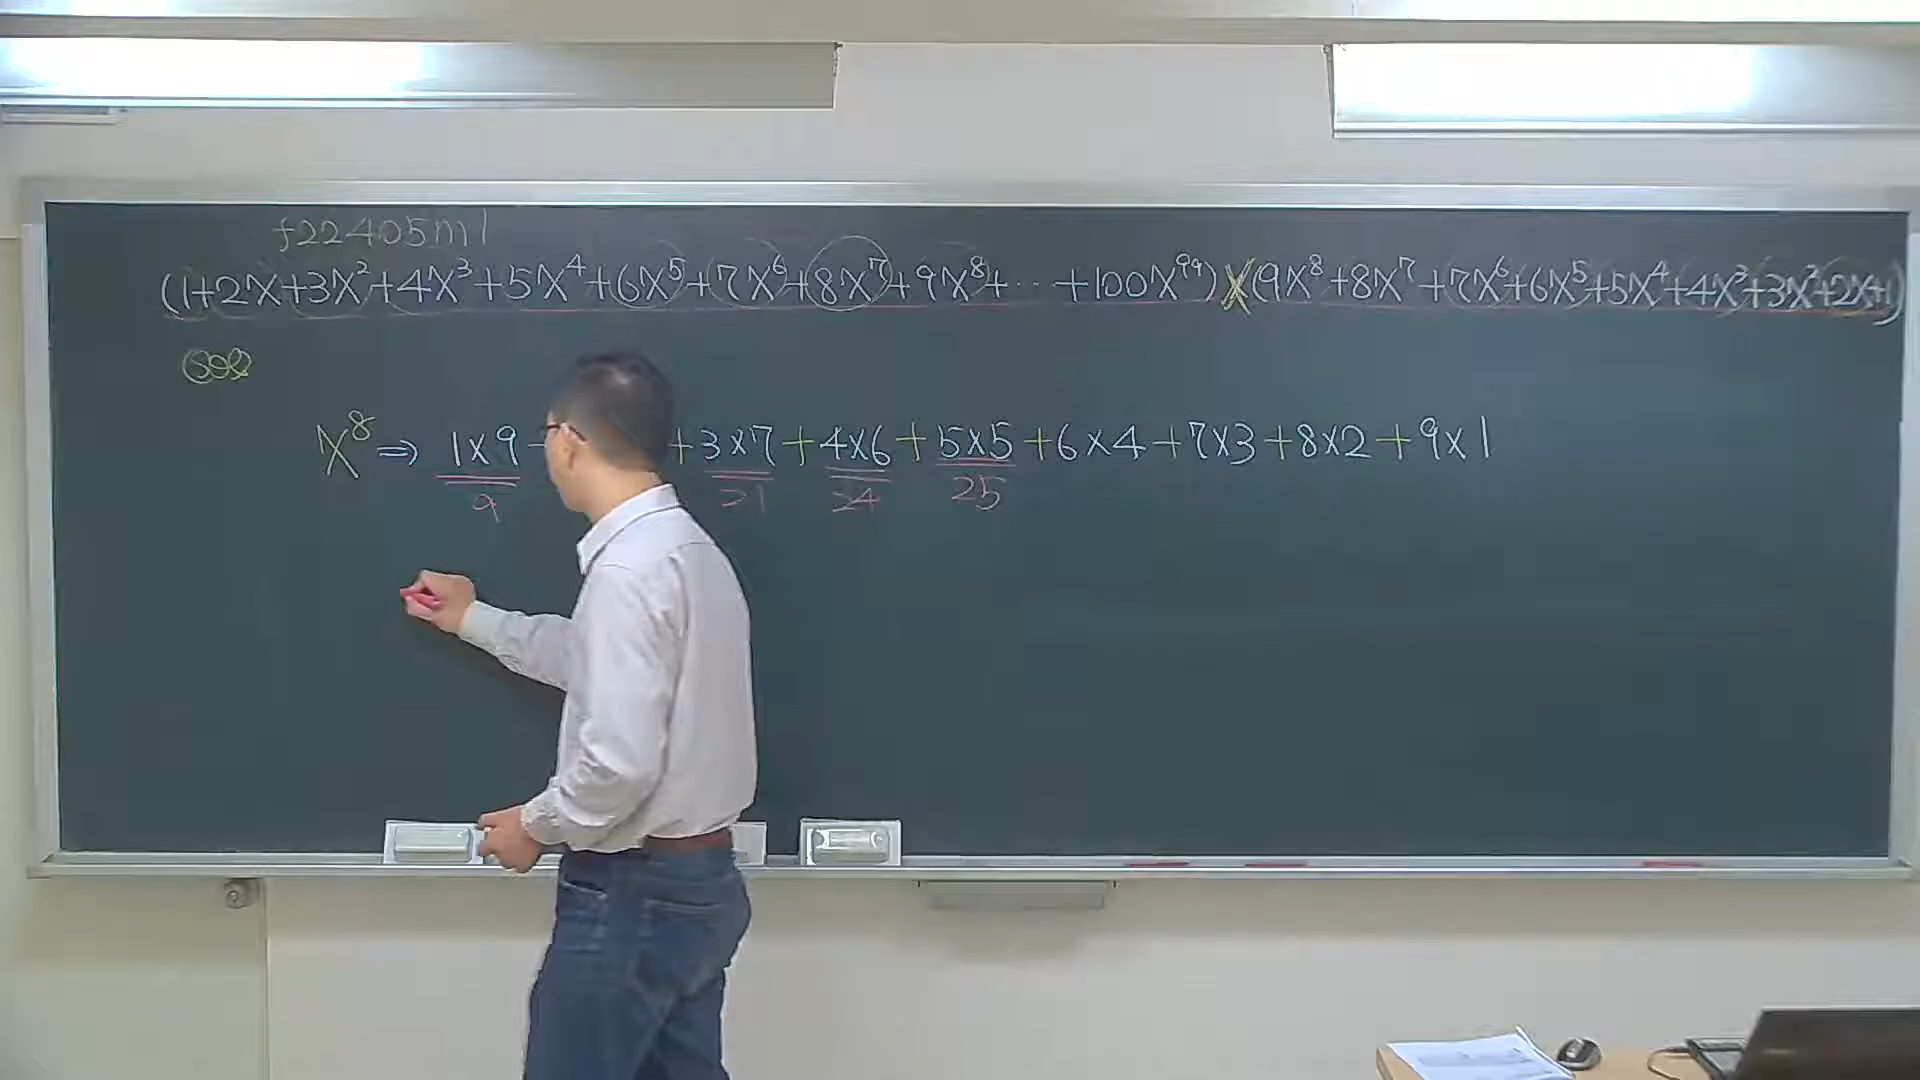 f22405m1
(1+2x+3x²+4x³+5x⁴+6x⁵+7x⁶+8x⁷+9x⁸+⋯+100x⁹⁹)×(9x⁸+8x⁷+7x⁶+6x⁵+5x⁴+4x³+3x²+2x+1)
Sol
x⁸ ⇒ 1×9 +3×7+4×6+5×5+6×4+7×3+8×2+9×1
9 21 24 25